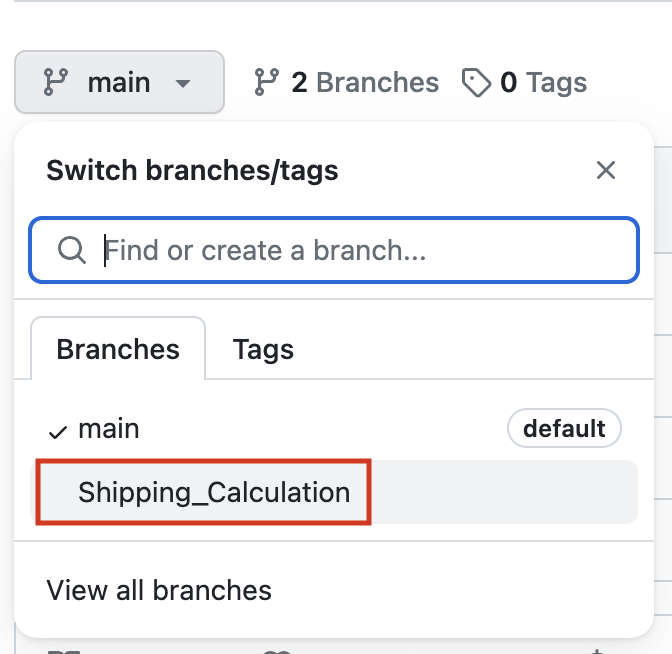 main 2 Branches 0 Tags
Switch branches/tags
Find or create a branch...
Branches Tags
main default
Shipping_Calculation
View all branches